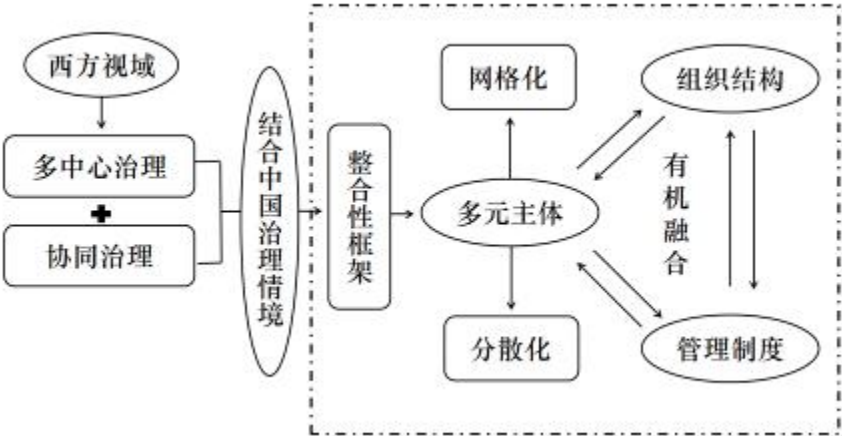 西方视域
多中心治理
协同治理
结合中国治理情境
整合性框架
网格化
多元主体
分散化
组织结构
有机融合
管理制度